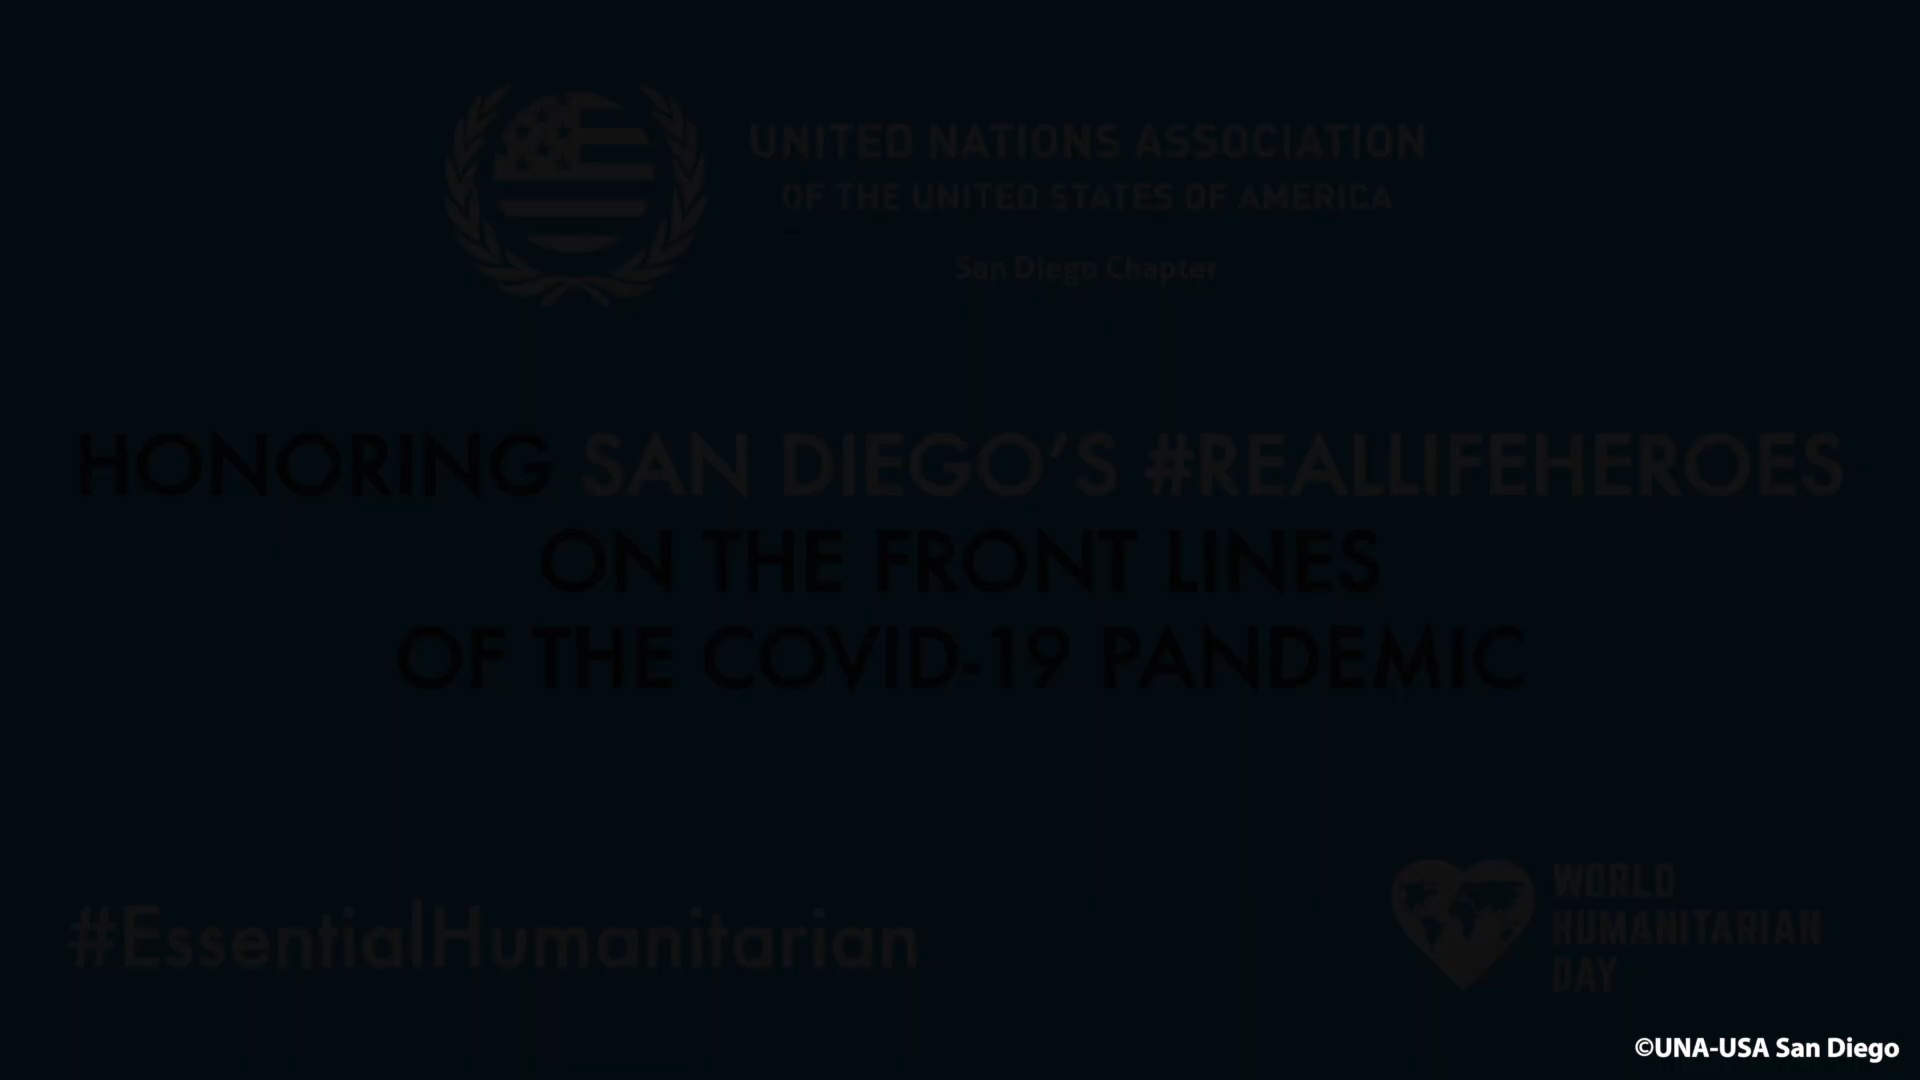 UNITED NATIONS ASSOCIATION
OF THE UNITED STATES OF AMERICA
San Diego Chapter
HONORING SAN DIEGO'S #REALLIFEHEROES
ON THE FRONT LINES
OF THE COVID-19 PANDEMIC
#EssentialHumanitarian
WORLD
HUMANITARIAN
DAY
©UNA-USA San Diego